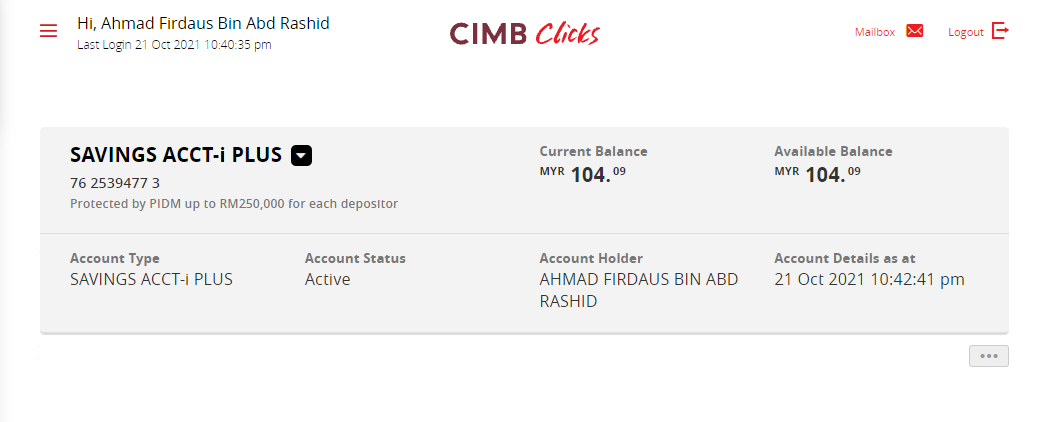 Hi, Ahmad Firdaus Bin Abd Rashid
Last Login 21 Oct 2021 10:40:35 pm
CIMB Clicks
Mailbox
Logout
SAVINGS ACCT-i PLUS
76 2539477 3
Protected by PIDM up to RM250,000 for each depositor
Current Balance
MYR 104.09
Available Balance
MYR 104.09
Account Type
SAVINGS ACCT-i PLUS
Account Status
Active
Account Holder
AHMAD FIRDAUS BIN ABD
RASHID
Account Details as at
21 Oct 2021 10:42:41 pm